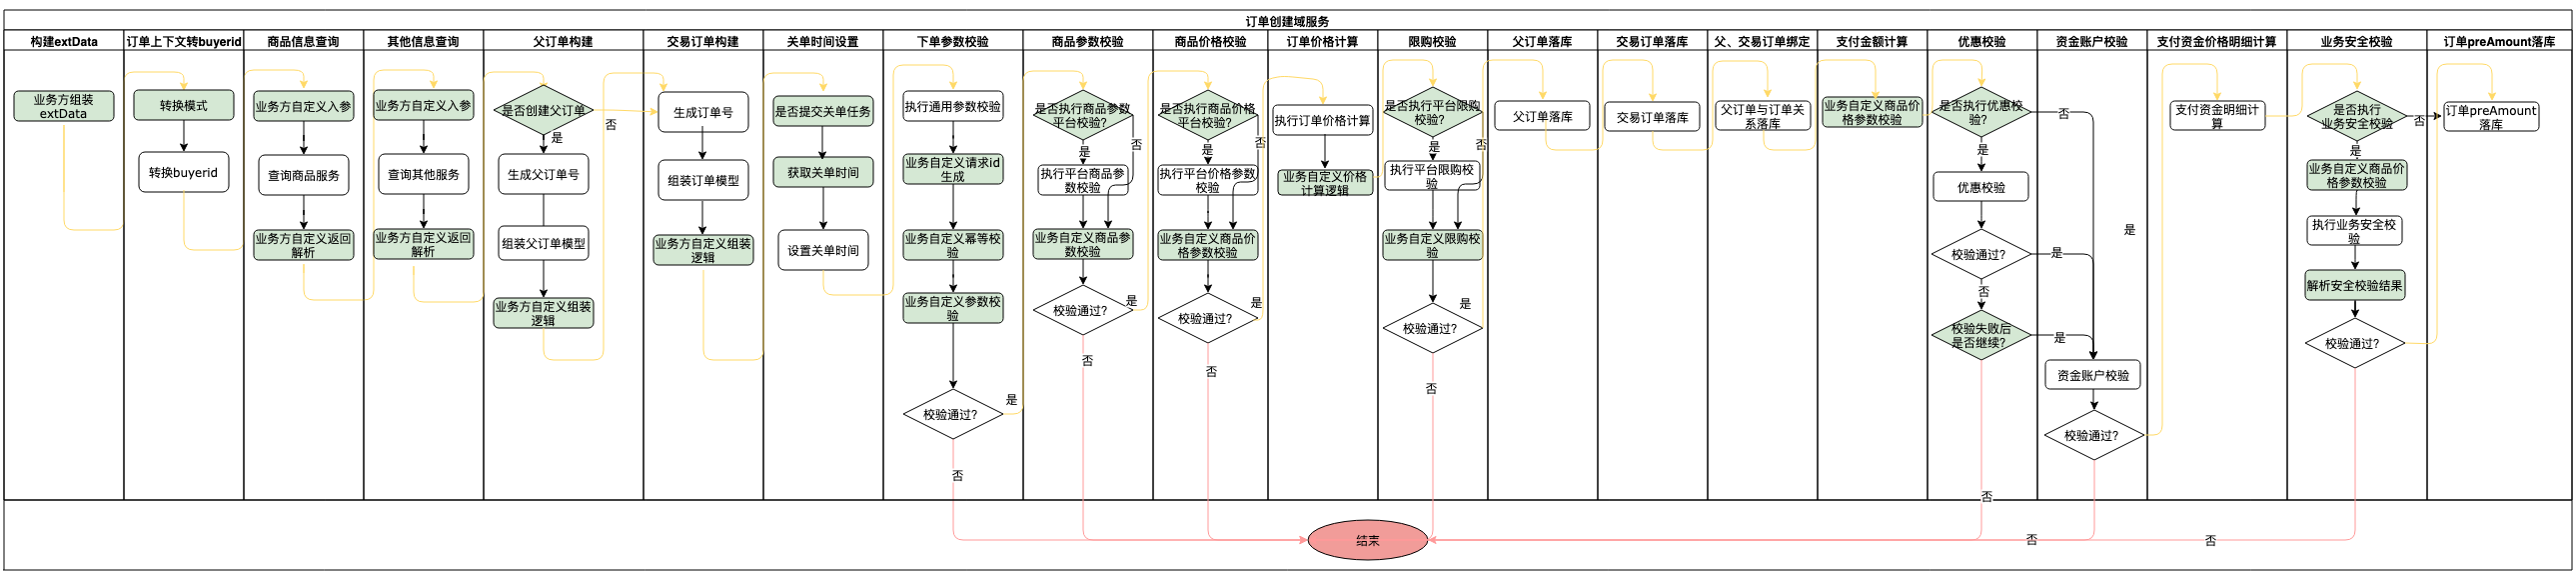 订单创建域服务
构建extData
订单上下文转buyerid
商品信息查询
其他信息查询
父订单构建
交易订单构建
关单时间设置
下单参数校验
商品参数校验
商品价格校验
订单价格计算
限购校验
父订单落库
交易订单落库
父、交易订单绑定
支付金额计算
优惠校验
资金账户校验
支付资金价格明细计算
业务安全校验
订单preAmount落库
业务方组装
extData
转换模式
转换buyerid
业务方自定义入参
查询商品服务
业务方自定义返回
解析
业务方自定义入参
查询其他服务
业务方自定义返回
解析
是否创建父订单
否
是
生成父订单号
组装父订单模型
业务方自定义组装
逻辑
生成订单号
组装订单模型
业务方自定义组装
逻辑
是否提交关单任务
获取关单时间
设置关单时间
执行通用参数校验
业务自定义请求id
生成
业务自定义幂等校
验
业务自定义参数校
验
校验通过?
是
否
是否执行商品参数
平台校验?
否
是
执行平台商品参
数校验
业务自定义商品参
数校验
校验通过?
是
否
是否执行商品价格
平台校验?
否
是
执行平台价格参数
校验
业务自定义商品价
格参数校验
校验通过?
是
否
执行订单价格计算
业务自定义价格
计算逻辑
是否执行平台限购
校验?
否
是
执行平台限购校
验
业务自定义限购校
验
是
校验通过?
否
父订单落库
交易订单落库
父订单与订单关
系落库
业务自定义商品价
格参数校验
是否执行优惠校
验?
否
是
优惠校验
校验通过?
是
否
校验失败后
是否继续?
是
否
是
资金账户校验
校验通过?
否
支付资金明细计
算
是否执行
业务安全校验
否
是
业务自定义商品价
格参数校验
执行业务安全校
验
解析安全校验结果
校验通过?
否
订单preAmount
落库
结束